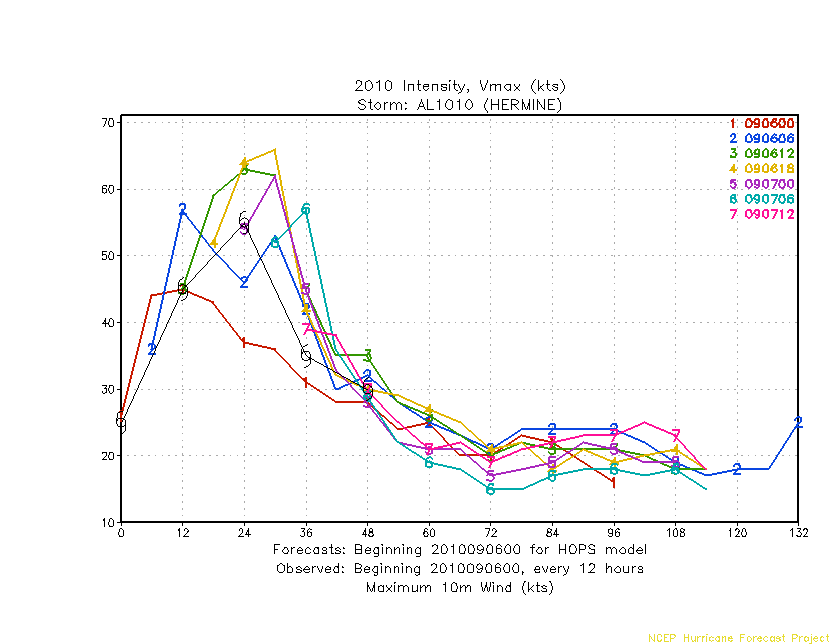 2010 Intensity, Vmax (kts)
Storm: AL1010 (HERMINE)
70
60
50
40
30
20
10
1 090600
2 090606
3 090612
4 090618
5 090700
6 090706
7 090712
0 12 24 36 48 60 72 84 96 108 120 132
Forecasts: Beginning 2010090600 for HOPS model
Observed: Beginning 2010090600, every 12 hours
Maximum 10m Wind (kts)
NCEP Hurricane Forecast Project